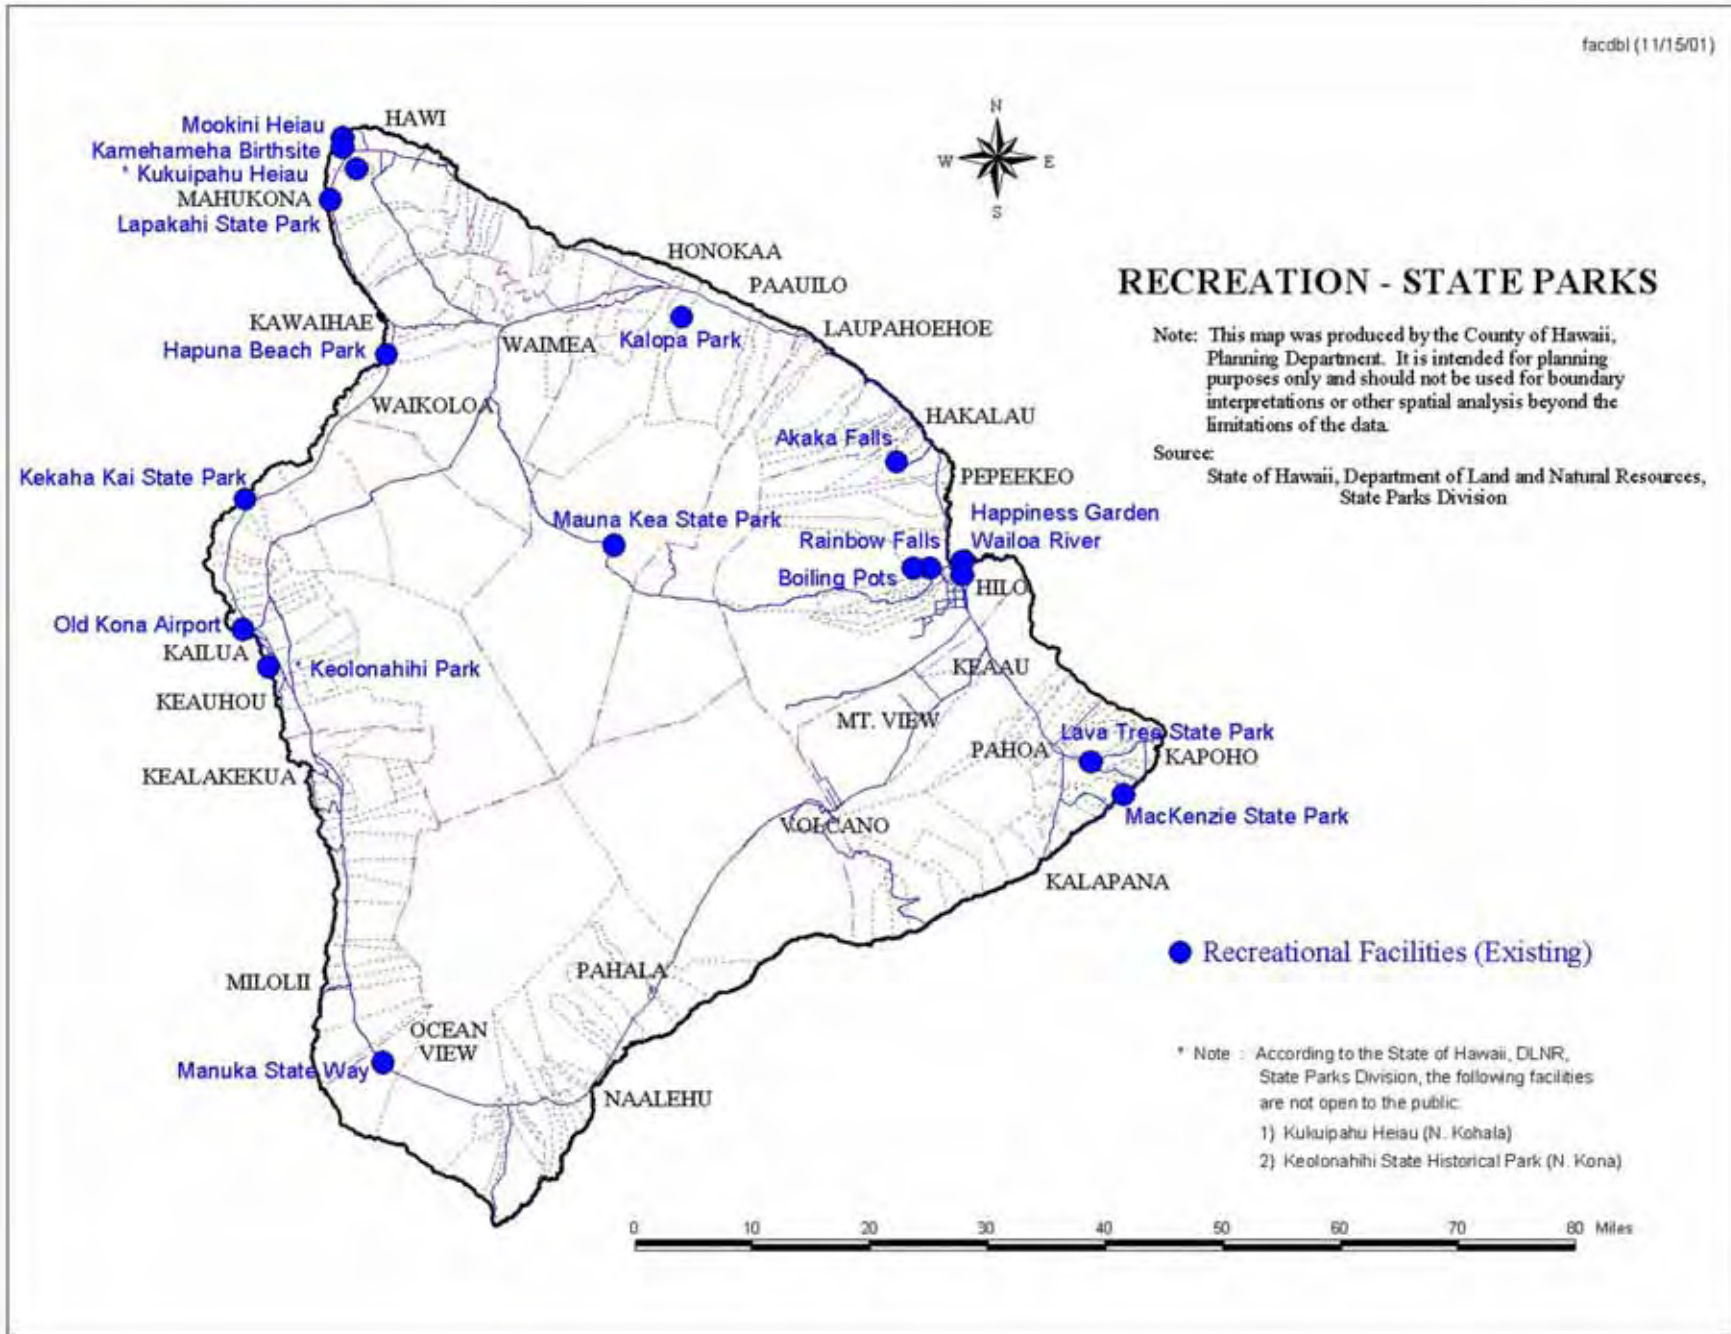 facdbl (11/15/01)
N
W
E
S
HAWI
Mookini Heiau
Kamehameha Birthsite
* Kukuipahu Heiau
MAHUKONA
Lapakahi State Park
HONOKAA
PAAUILO
RECREATION - STATE PARKS
KAWAIHAE
WAIMEA
Kalopa Park
LAUPAHOEHOE
Hapuna Beach Park
Note: This map was produced by the County of Hawaii,
Planning Department. It is intended for planning
purposes only and should not be used for boundary
interpretations or other spatial analysis beyond the
limitations of the data.
WAIKOLOA
HAKALAU
Akaka Falls
Source:
State of Hawaii, Department of Land and Natural Resources,
State Parks Division
Kekaha Kai State Park
PEPEEKEO
Mauna Kea State Park
Happiness Garden
Rainbow Falls
Wailoa River
Boiling Pots
HILO
Old Kona Airport
KAILUA
* Keolonahihi Park
KEAAU
KEAUHOU
MT. VIEW
Lava Tree State Park
PAHOA
KAPOHO
KEALAKEKUA
MacKenzie State Park
VOLCANO
KALAPANA
Recreational Facilities (Existing)
PAHALA
MILOLII
OCEAN
VIEW
Manuka State Way
NAALEHU
* Note : According to the State of Hawaii, DLNR,
State Parks Division, the following facilities
are not open to the public.
1) Kukuipahu Heiau (N. Kohala)
2) Keolonahihi State Historical Park (N. Kona)
0 10 20 30 40 50 60 70 80 Miles